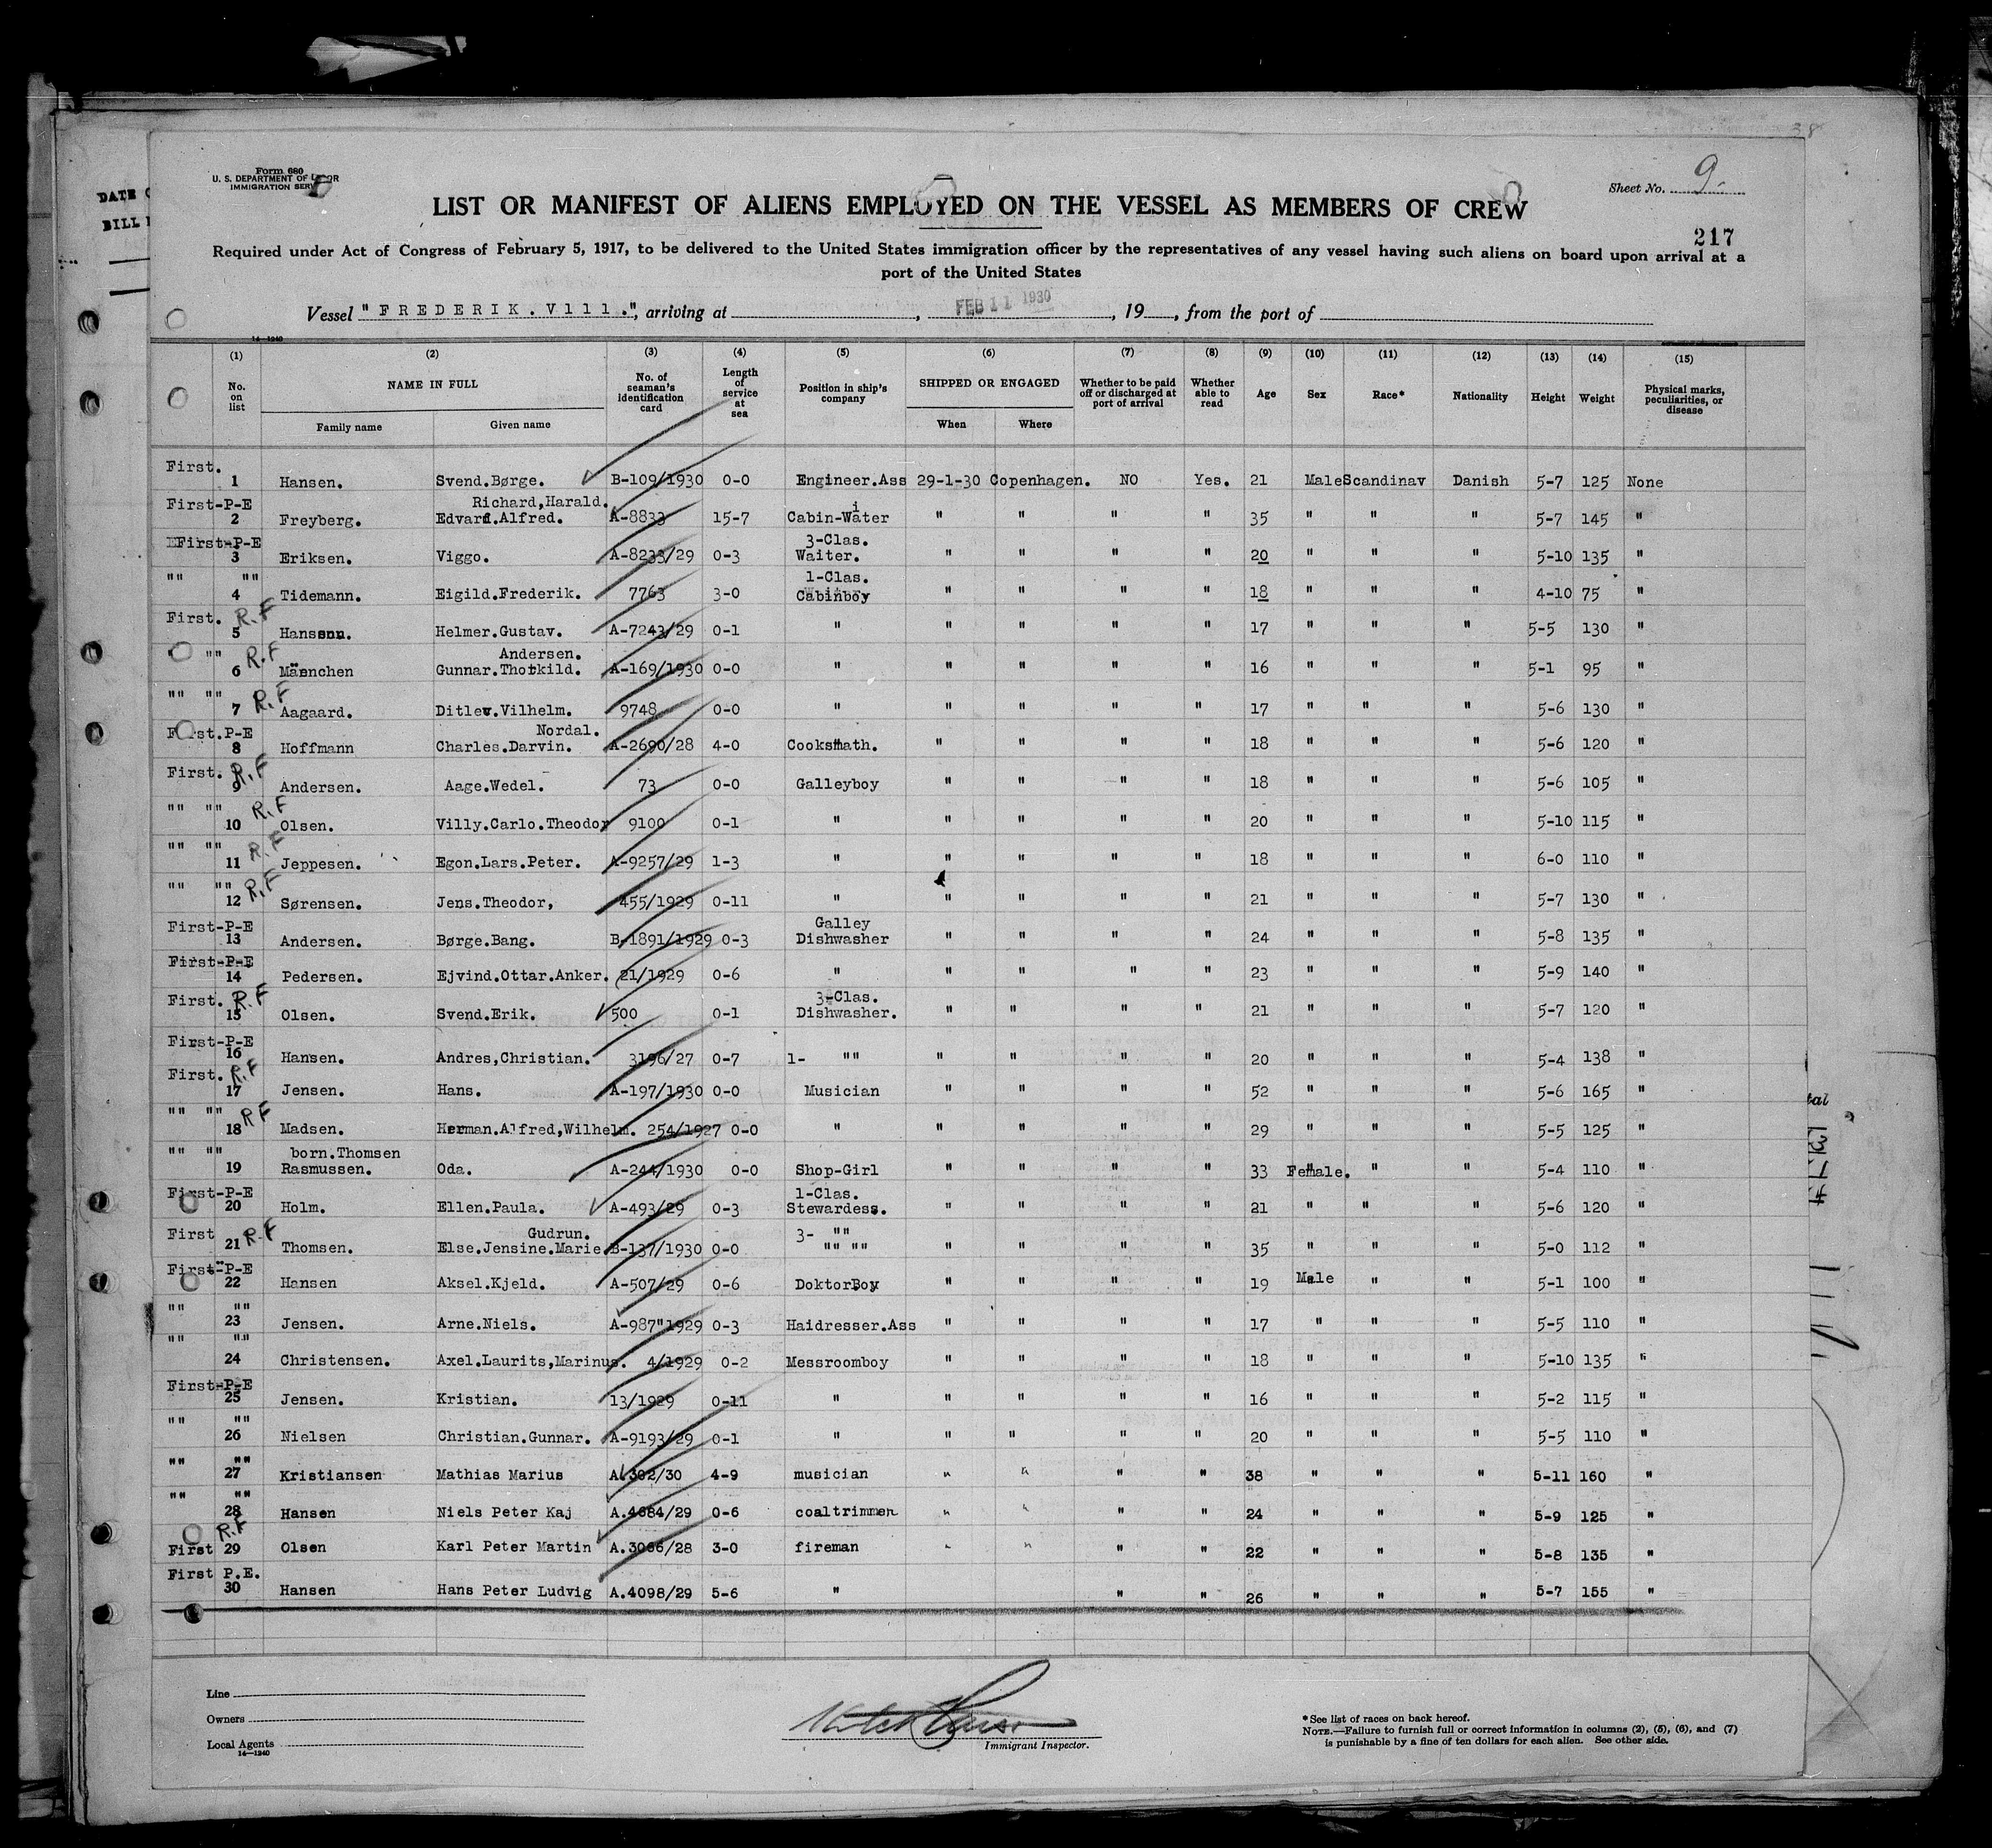 38
Form 680
U. S. DEPARTMENT OF LABOR
IMMIGRATION SERV
Sheet No. 9-
LIST OR MANIFEST OF ALIENS EMPLOYED ON THE VESSEL AS MEMBERS OF CREW
217
Required under Act of Congress of February 5, 1917, to be delivered to the United States immigration officer by the representatives of any vessel having such aliens on board upon arrival at a
port of the United States
Vessel "FREDERIK.V111.", arriving at , FEB 11 1930 , 19 , from the port of
14—1240
(1) (2) (3) (4) (5) (6) (7) (8) (9) (10) (11) (12) (13) (14) (15)
No. on list NAME IN FULL Family name Given name No. of seaman's identification card Length of service at sea Position in ship's company SHIPPED OR ENGAGED When Where Whether to be paid off or discharged at port of arrival Whether able to read Age Sex Race* Nationality Height Weight Physical marks, peculiarities, or disease
First.
1 Hansen. Svend.Børge. B-109/1930 0-0 Engineer.Ass 29-1-30 Copenhagen. NO Yes. 21 Male Scandinav Danish 5-7 125 None
First-P-E Richard,Harald. i
2 Freyberg. Edvard.Alfred. A-8833 15-7 Cabin-Water " " " " 35 " " " 5-7 145 "
First-P-E 3-Clas.
3 Eriksen. Viggo. A-8233/29 0-3 Waiter. " " " " 20 " " " 5-10 135 "
"" "" 1-Clas.
4 Tidemann. Eigild.Frederik. 7763 3-0 Cabinboy " " " " 18 " " " 4-10 75 "
First. R.F
5 Hansenn. Helmer.Gustav. A-7243/29 0-1 " " " " " 17 " " " 5-5 130 "
" "" R.F Andersen.
6 Männchen Gunnar.Thorkild. A-169/1930 0-0 " " " " " 16 " " " 5-1 95 "
"" "" R.F
7 Aagaard. Ditlev.Vilhelm. 9748 0-0 " " " " " 17 " " " 5-6 130 "
First.P-E Nordal.
8 Hoffmann Charles.Darvin. A-2690/28 4-0 Cooksmath. " " " " 18 " " " 5-6 120 "
First. R.F
9 Andersen. Aage.Wedel. 73 0-0 Galleyboy " " " " 18 " " " 5-6 105 "
"" "" R.F
10 Olsen. Villy.Carlo.Theodor 9100 0-1 " " " " " 20 " " " 5-10 115 "
"" "" R.F
11 Jeppesen. Egon.Lars.Peter. A-9257/29 1-3 " " " " " 18 " " " 6-0 110 "
"" "" R.F
12 Sørensen. Jens.Theodor, 455/1929 0-11 " " " " " 21 " " " 5-7 130 "
First-P-E Galley
13 Andersen. Børge.Bang. B-1891/1929 0-3 Dishwasher " " " " 24 " " " 5-8 135 "
First-P-E
14 Pedersen. Ejvind.Ottar.Anker. 21/1929 0-6 " " " " " 23 " " " 5-9 140 "
First. R.F 3-Clas.
15 Olsen. Svend.Erik. 500 0-1 Dishwasher. " " " " 21 " " " 5-7 120 "
First-P-E
16 Hansen. Andres,Christian. 3196/27 0-7 1- "" " " " " 20 " " " 5-4 138 "
First. R.F
17 Jensen. Hans. A-197/1930 0-0 Musician " " " " 52 " " " 5-6 165 "
"" "" RF
18 Madsen. Herman.Alfred,Wilhelm. 254/1927 0-0 " " " " " 29 " " " 5-5 125 "
"" "" born.Thomsen
19 Rasmussen. Oda. A-244/1930 0-0 Shop-Girl " " " " 33 Female. " " 5-4 110 "
First-P-E 1-Clas.
20 Holm. Ellen.Paula. A-493/29 0-3 Stewardess. " " " " 21 " " " 5-6 120 "
First R.F Gudrun. 3- ""
21 Thomsen. Else.Jensine.Marie B-137/1930 0-0 "" "" " " " " 35 " " " 5-0 112 "
First-P-E
22 Hansen Aksel.Kjeld. A-507/29 0-6 DoktorBoy " " " " 19 Male " " 5-1 100 "
"" ""
23 Jensen. Arne.Niels. A-987"1929 0-3 Haidresser.Ass " " " " 17 " " " 5-5 110 "
"" ""
24 Christensen. Axel.Laurits,Marinus. 4/1929 0-2 Messroomboy " " " " 18 " " " 5-10 135 "
First-P-E
25 Jensen. Kristian. 13/1929 0-11 " " " " " 16 " " " 5-2 115 "
"" ""
26 Nielsen Christian.Gunnar. A-9193/29 0-1 " " " " " 20 " " " 5-5 110 "
"" ""
27 Kristiansen Mathias Marius A.302/30 4-9 musician " " " " 38 " " " 5-11 160 "
"" ""
28 Hansen Niels Peter Kaj A.4684/29 0-6 coaltrimmer " " " " 24 " " " 5-9 125 "
R.F
First 29 Olsen Karl Peter Martin A.3066/28 3-0 fireman " " " " 22 " " " 5-8 135 "
First P.E.
30 Hansen Hans Peter Ludvig A.4098/29 5-6 " " " 26 " " " 5-7 155 "
Line
Owners
Local Agents
14—1240
Immigrant Inspector.
*See list of races on back hereof.
NOTE.—Failure to furnish full or correct information in columns (2), (5), (6), and (7)
is punishable by a fine of ten dollars for each alien. See other side.